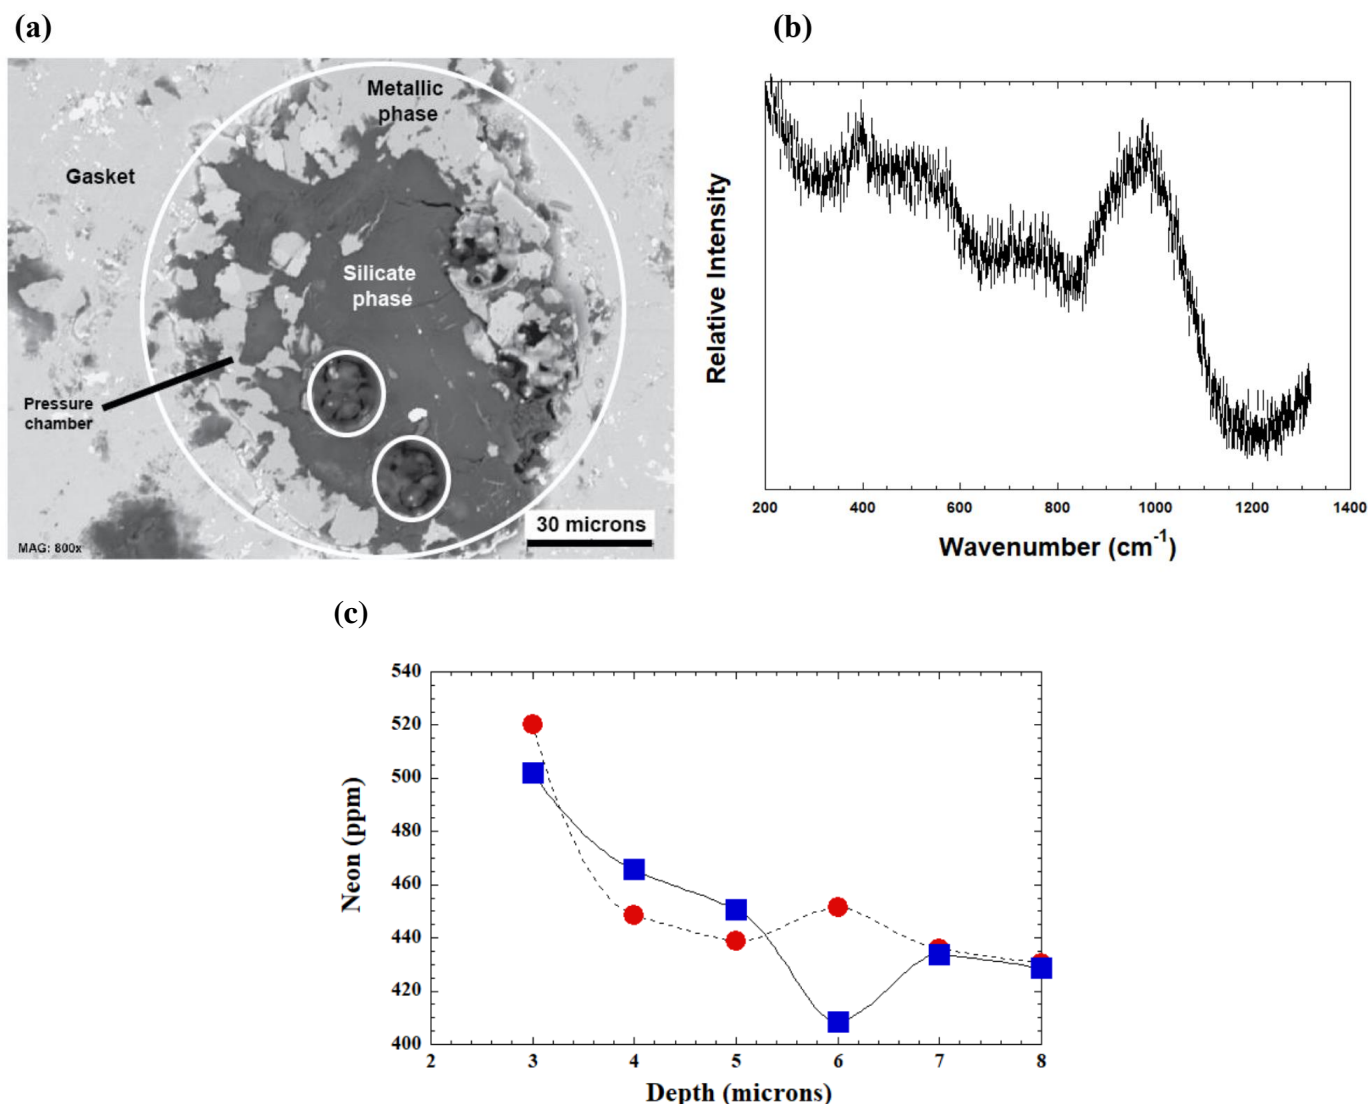 (a)
Metallic
phase
Gasket
Silicate
phase
Pressure
chamber
30 microns
MAG: 800x
(b)
Relative Intensity
200 400 600 800 1000 1200 1400
Wavenumber (cm-1)
(c)
Neon (ppm)
540
520
500
480
460
440
420
400
2 3 4 5 6 7 8
Depth (microns)